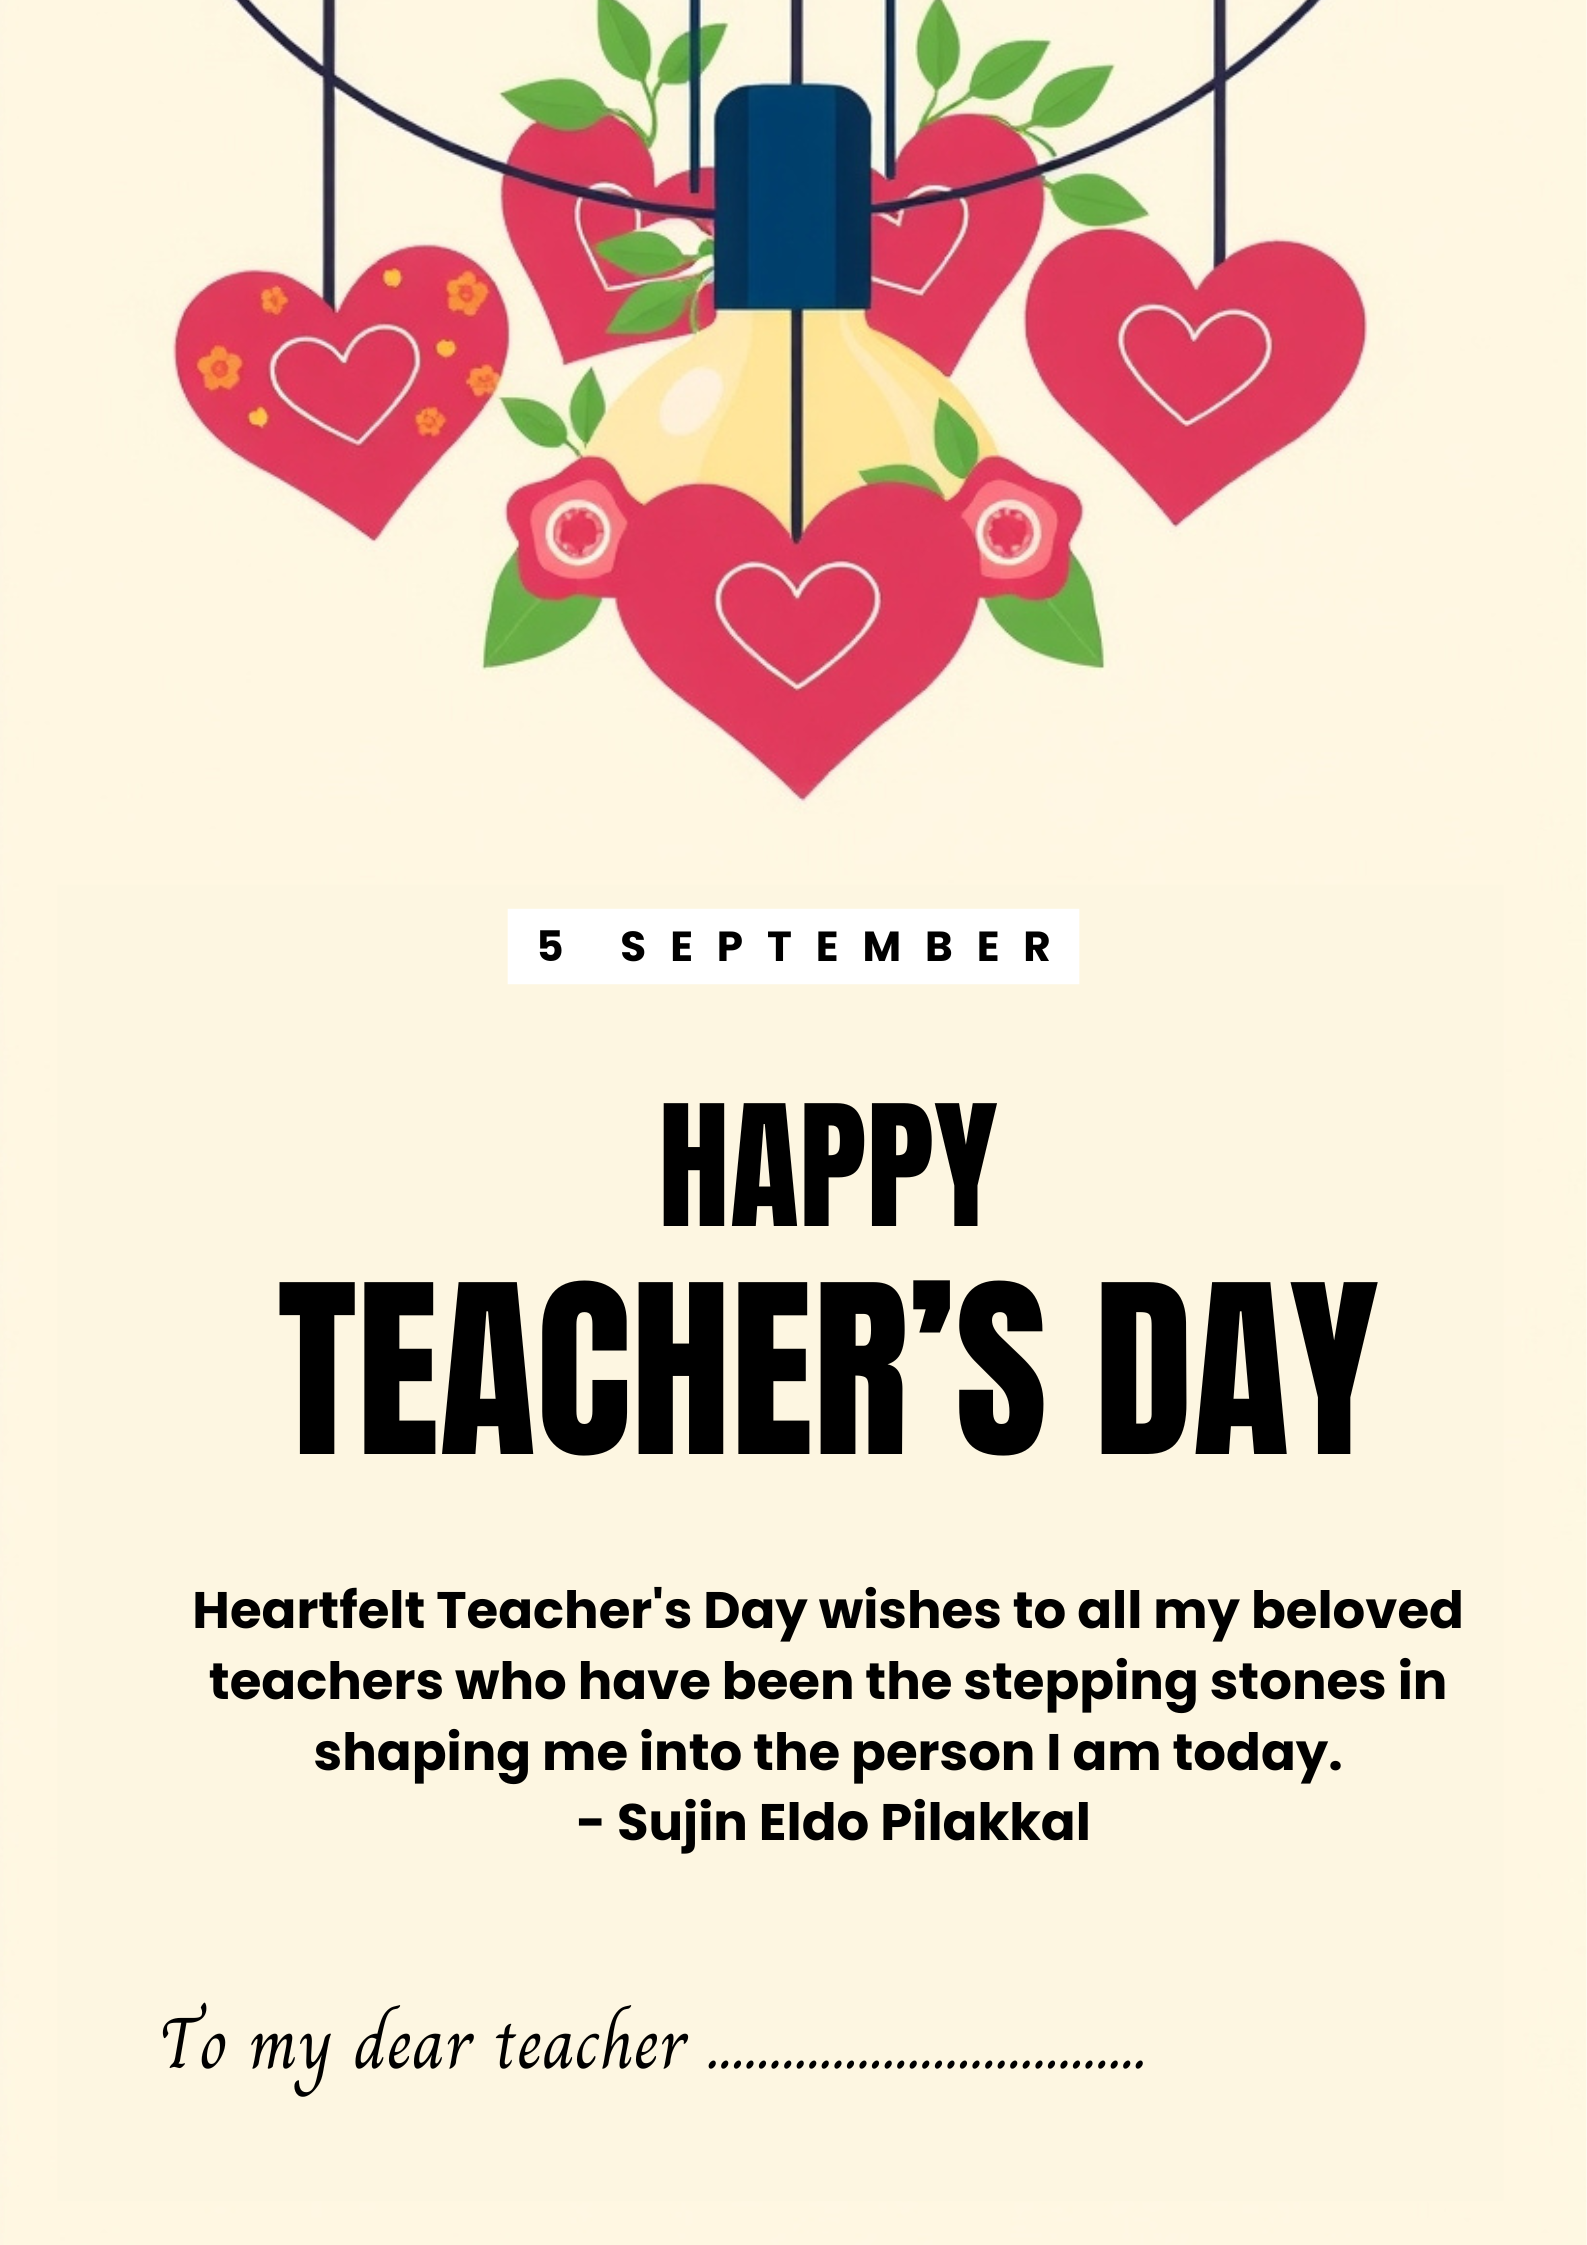 5 SEPTEMBER
HAPPY
TEACHER’S DAY
Heartfelt Teacher's Day wishes to all my beloved
teachers who have been the stepping stones in
shaping me into the person I am today.
- Sujin Eldo Pilakkal
To my dear teacher ...................................